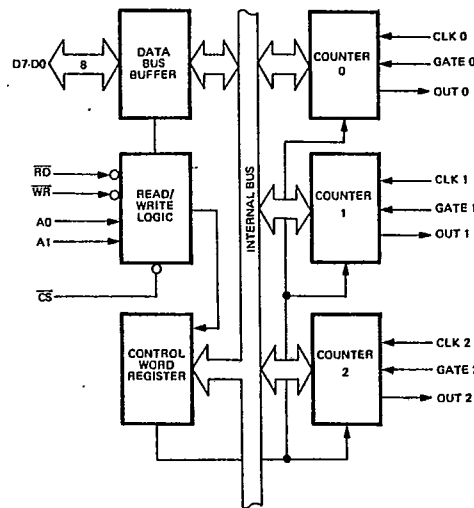 D7-D0
8
DATA
BUS
BUFFER
RD
WR
A0
A1
CS
READ/
WRITE
LOGIC
CONTROL
WORD
REGISTER
INTERNAL BUS
COUNTER
0
CLK 0
GATE 0
OUT 0
COUNTER
1
CLK 1
GATE 1
OUT 1
COUNTER
2
CLK 2
GATE 2
OUT 2